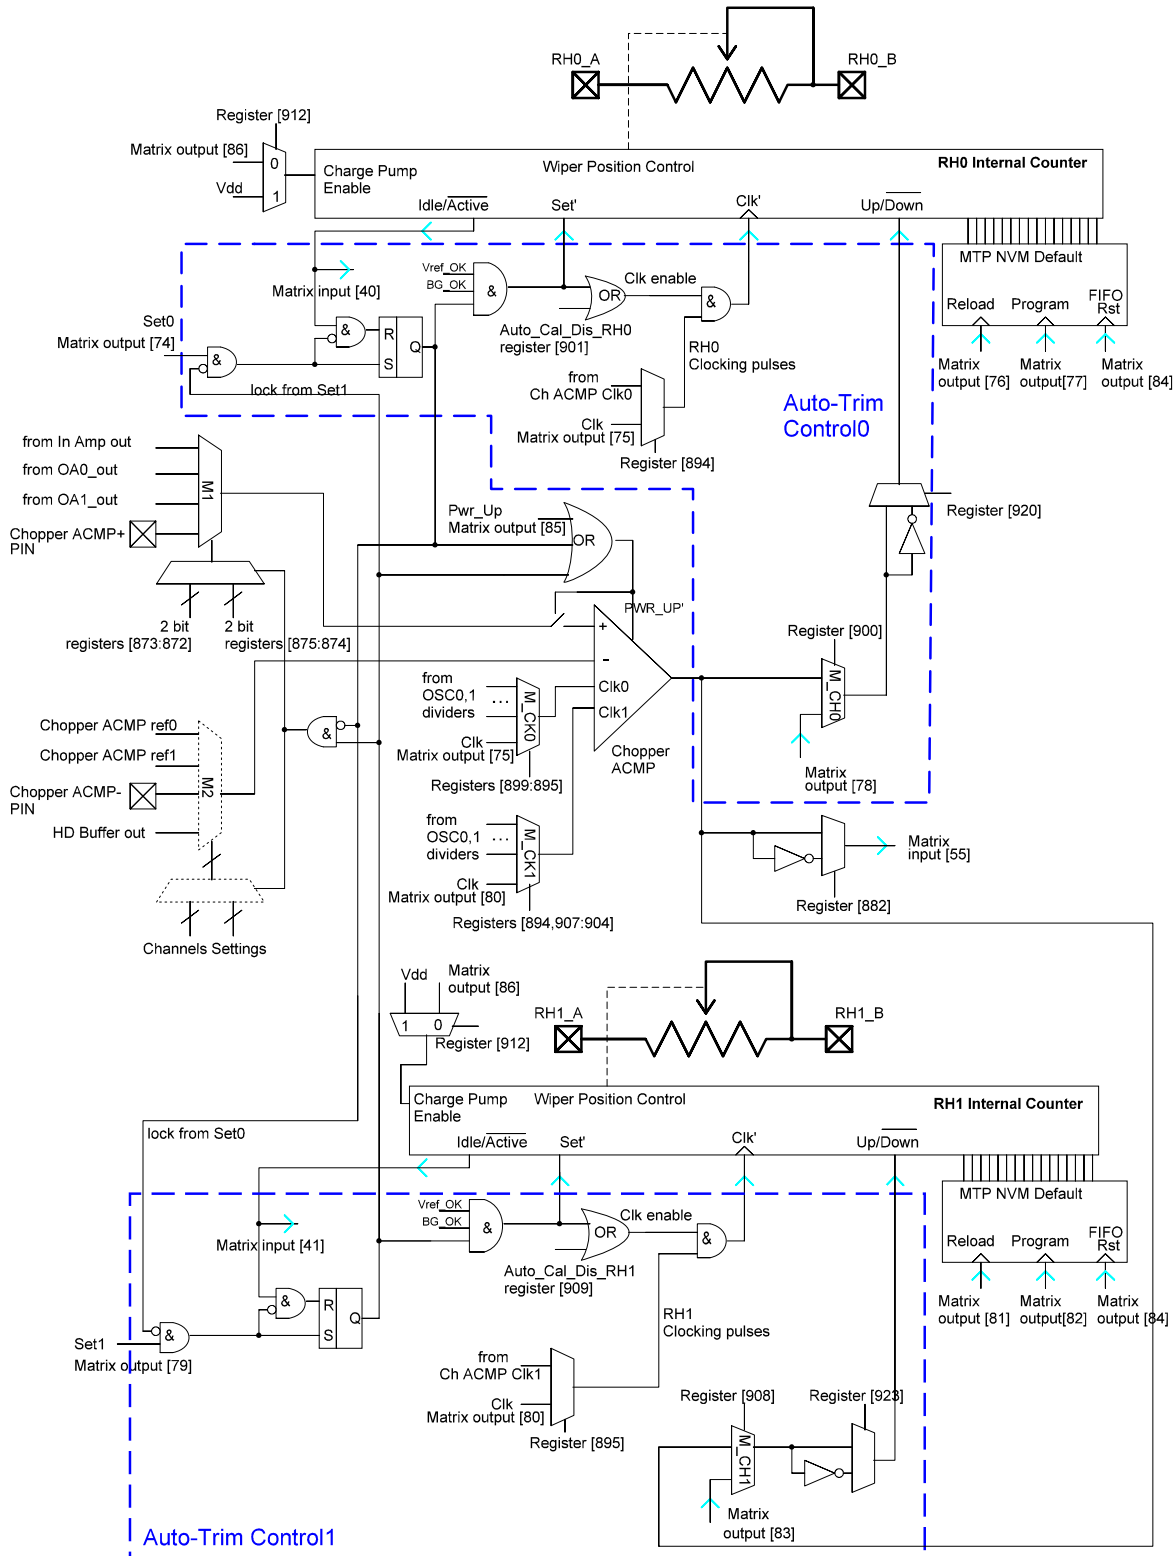 RH0_A
RH0_B
Register [912]
Matrix output [86]
0
Vdd
1
Charge Pump
Enable
Wiper Position Control
RH0 Internal Counter
Idle/Active
Set'
Clk'
Up/Down
MTP NVM Default
Reload
Program
FIFO
Rst
Matrix
output [76]
Matrix
output[77]
Matrix
output [84]
Vref_OK
BG_OK
&
Clk enable
OR
&
Matrix input [40]
Auto_Cal_Dis_RH0
register [901]
Set0
Matrix output [74]
&
&
R
S
Q
lock from Set1
RH0
Clocking pulses
from
Ch ACMP Clk0
Clk
Matrix output [75]
Register [894]
Auto-Trim
Control0
from In Amp out
from OA0_out
from OA1_out
Chopper ACMP+
PIN
M1
2 bit
registers [873:872]
2 bit
registers [875:874]
Pwr_Up
Matrix output [85]
OR
PWR_UP'
Register [920]
Register [900]
M_CH0
Matrix
output [78]
+
-
Clk0
Clk1
Chopper
ACMP
from
OSC0,1
dividers
...
Clk
Matrix output [75]
M_CK0
Registers [899:895]
from
OSC0,1
dividers
...
Clk
Matrix output [80]
M_CK1
Registers [894,907:904]
Chopper ACMP ref0
Chopper ACMP ref1
Chopper ACMP-
PIN
HD Buffer out
M2
&
Channels Settings
Matrix
input [55]
Register [882]
Vdd
Matrix
output [86]
1
0
Register [912]
RH1_A
RH1_B
Charge Pump
Enable
Wiper Position Control
RH1 Internal Counter
Idle/Active
Set'
Clk'
Up/Down
lock from Set0
MTP NVM Default
Reload
Program
FIFO
Rst
Matrix
output [81]
Matrix
output[82]
Matrix
output [84]
Vref_OK
BG_OK
&
Clk enable
OR
&
Matrix input [41]
Auto_Cal_Dis_RH1
register [909]
&
R
S
Q
&
Set1
Matrix output [79]
RH1
Clocking pulses
from
Ch ACMP Clk1
Clk
Matrix output [80]
Register [895]
Register [908]
Register [923]
M_CH1
Matrix
output [83]
Auto-Trim Control1